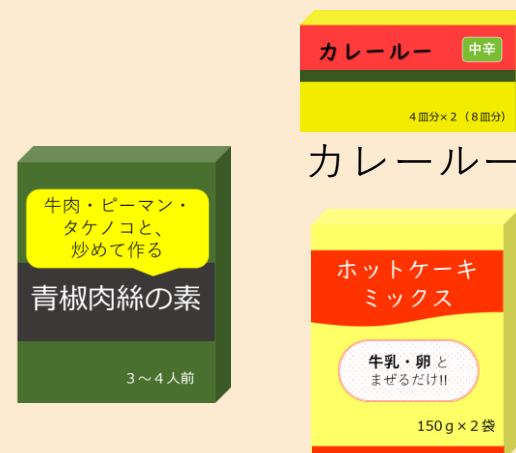 カレールー
中辛
4皿分×2（8皿分）
カレールー
牛肉・ピーマン・
タケノコと、
炒めて作る
青椒肉絲の素
3～4人前
ホットケーキ
ミックス
牛乳・卵と
まぜるだけ!!
150g×2袋